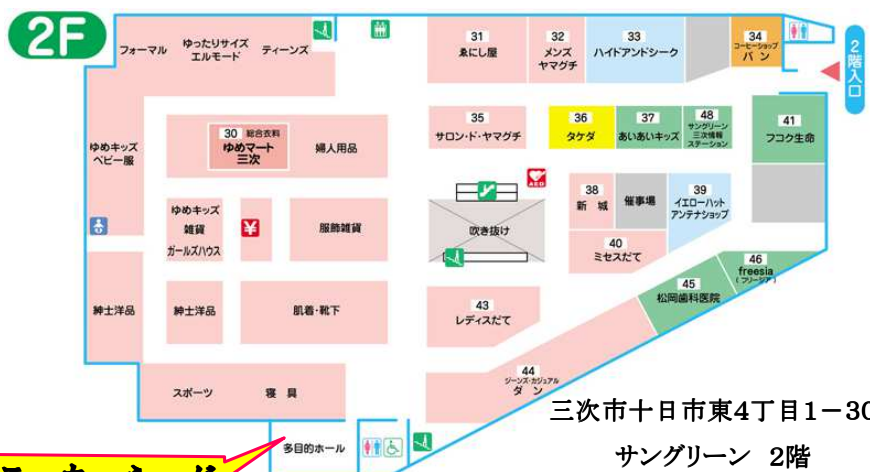 2F
フォーマル
ゆったりサイズ
エルモード
ティーンズ
31
ゑにし屋
32
メンズ
ヤマグチ
33
ハイドアンドシーク
34
コーヒーショップ
バン
2階入口
ゆめキッズ
ベビー服
30 総合衣料
ゆめマート
三次
婦人用品
35
サロン・ド・ヤマグチ
36
タケダ
37
あいあいキッズ
48
サングリーン
三次情報
ステーション
41
フコク生命
AED
ゆめキッズ
雑貨
ガールズハウス
¥
服飾雑貨
吹き抜け
38
新城
催事場
39
イエローハット
アンテナショップ
40
ミセスだて
46
freesia
(フリージア)
45
松岡歯科医院
紳士洋品
紳士洋品
肌着・靴下
43
レディスだて
44
ジーンズ・カジュアル
ダン
スポーツ
寝具
多目的ホール
三次市十日市東4丁目1-30
サングリーン 2階